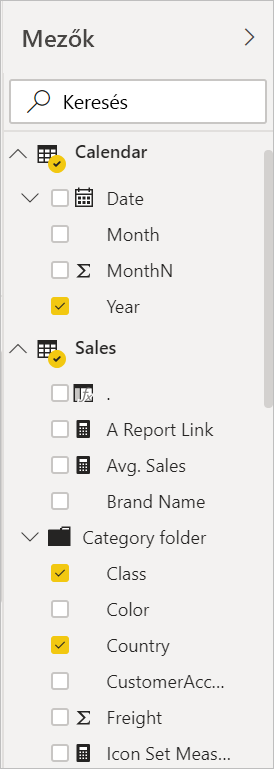 Mezők
Keresés
Calendar
Date
Month
Σ MonthN
Year
Sales
.
A Report Link
Avg. Sales
Brand Name
Category folder
Class
Color
Country
CustomerAcc...
Σ Freight
Icon Set Meas...